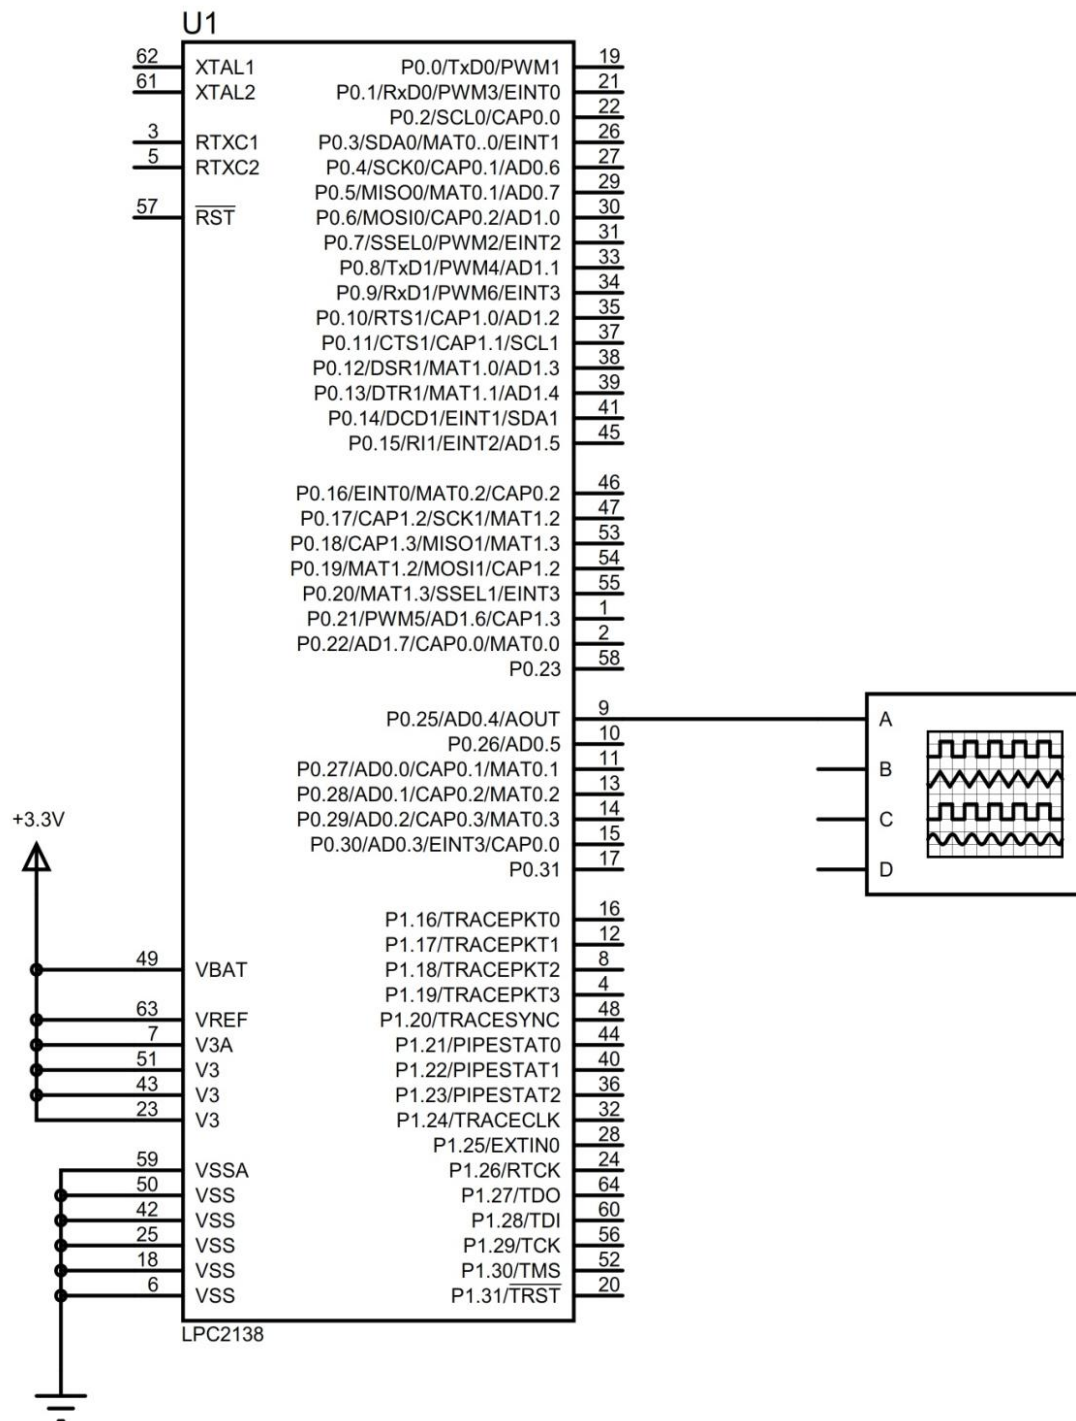 U1
62 XTAL1
61 XTAL2
3 RTXC1
5 RTXC2
57 RST
P0.0/TxD0/PWM1 19
P0.1/RxD0/PWM3/EINT0 21
P0.2/SCL0/CAP0.0 22
P0.3/SDA0/MAT0..0/EINT1 26
P0.4/SCK0/CAP0.1/AD0.6 27
P0.5/MISO0/MAT0.1/AD0.7 29
P0.6/MOSI0/CAP0.2/AD1.0 30
P0.7/SSEL0/PWM2/EINT2 31
P0.8/TxD1/PWM4/AD1.1 33
P0.9/RxD1/PWM6/EINT3 34
P0.10/RTS1/CAP1.0/AD1.2 35
P0.11/CTS1/CAP1.1/SCL1 37
P0.12/DSR1/MAT1.0/AD1.3 38
P0.13/DTR1/MAT1.1/AD1.4 39
P0.14/DCD1/EINT1/SDA1 41
P0.15/RI1/EINT2/AD1.5 45
P0.16/EINT0/MAT0.2/CAP0.2 46
P0.17/CAP1.2/SCK1/MAT1.2 47
P0.18/CAP1.3/MISO1/MAT1.3 53
P0.19/MAT1.2/MOSI1/CAP1.2 54
P0.20/MAT1.3/SSEL1/EINT3 55
P0.21/PWM5/AD1.6/CAP1.3 1
P0.22/AD1.7/CAP0.0/MAT0.0 2
P0.23 58
P0.25/AD0.4/AOUT 9
P0.26/AD0.5 10
P0.27/AD0.0/CAP0.1/MAT0.1 11
P0.28/AD0.1/CAP0.2/MAT0.2 13
P0.29/AD0.2/CAP0.3/MAT0.3 14
P0.30/AD0.3/EINT3/CAP0.0 15
P0.31 17
A
B
C
D
+3.3V
49 VBAT
63 VREF
7 V3A
51 V3
43 V3
23 V3
59 VSSA
50 VSS
42 VSS
25 VSS
18 VSS
6 VSS
P1.16/TRACEPKT0 16
P1.17/TRACEPKT1 12
P1.18/TRACEPKT2 8
P1.19/TRACEPKT3 4
P1.20/TRACESYNC 48
P1.21/PIPESTAT0 44
P1.22/PIPESTAT1 40
P1.23/PIPESTAT2 36
P1.24/TRACECLK 32
P1.25/EXTIN0 28
P1.26/RTCK 24
P1.27/TDO 64
P1.28/TDI 60
P1.29/TCK 56
P1.30/TMS 52
P1.31/TRST 20
LPC2138